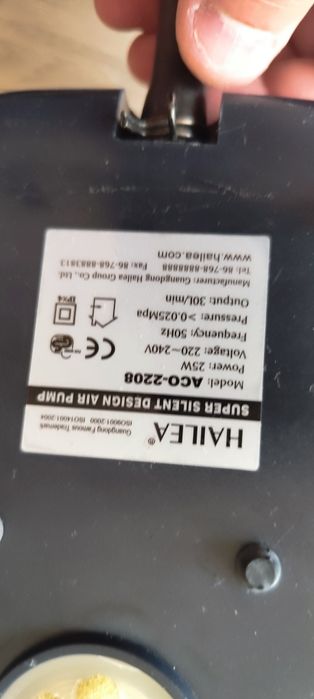 HAILEA®
Guangdong Famous Trademark
ISO9001:2000 ISO14001:2004
SUPER SILENT DESIGN AIR PUMP
Model: ACO-2208
Power: 25W
Voltage: 220~240V
Frequency: 50Hz
Pressure: >0.025Mpa
Output: 30L/min
CE
IPX4
Manufacturer: Guangdong Hailea Group Co., Ltd.
Tel: 86-768-8888888 Fax: 86-768-8883813
www.hailea.com